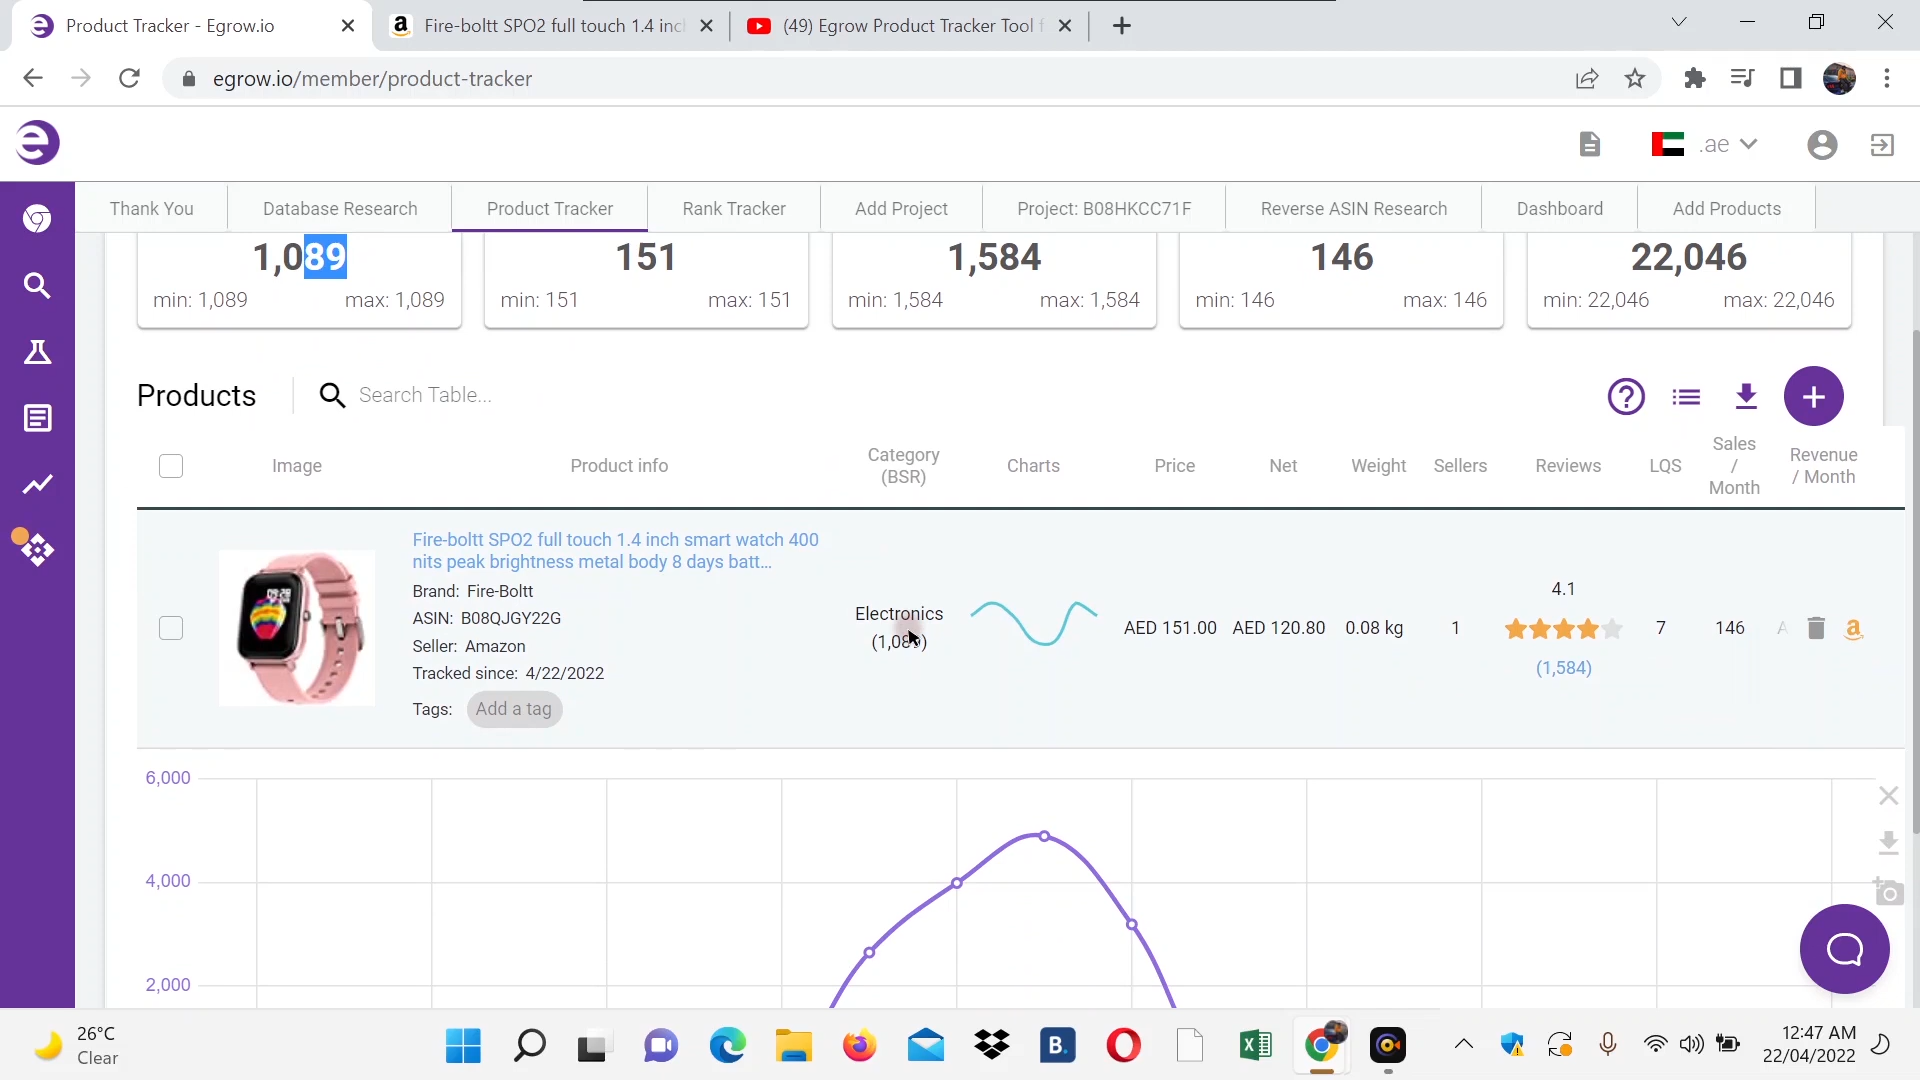 Product Tracker - Egrow.io
Fire-boltt SPO2 full touch 1.4 inc
(49) Egrow Product Tracker Tool f
egrow.io/member/product-tracker
.ae
Thank You
Database Research
Product Tracker
Rank Tracker
Add Project
Project: B08HKCC71F
Reverse ASIN Research
Dashboard
Add Products
1,089
151
1,584
146
22,046
min: 1,089
max: 1,089
min: 151
max: 151
min: 1,584
max: 1,584
min: 146
max: 146
min: 22,046
max: 22,046
Products
Search Table...
Image
Product info
Category
(BSR)
Charts
Price
Net
Weight
Sellers
Reviews
LQS
Sales
/
Month
Revenue
/ Month
Fire-boltt SPO2 full touch 1.4 inch smart watch 400
nits peak brightness metal body 8 days batt...
Brand: Fire-Boltt
ASIN: B08QJGY22G
Seller: Amazon
Tracked since: 4/22/2022
Tags: Add a tag
Electronics
(1,089)
AED 151.00
AED 120.80
0.08 kg
1
4.1
(1,584)
7
146
A
6,000
4,000
2,000
26°C
Clear
B.
12:47 AM
22/04/2022